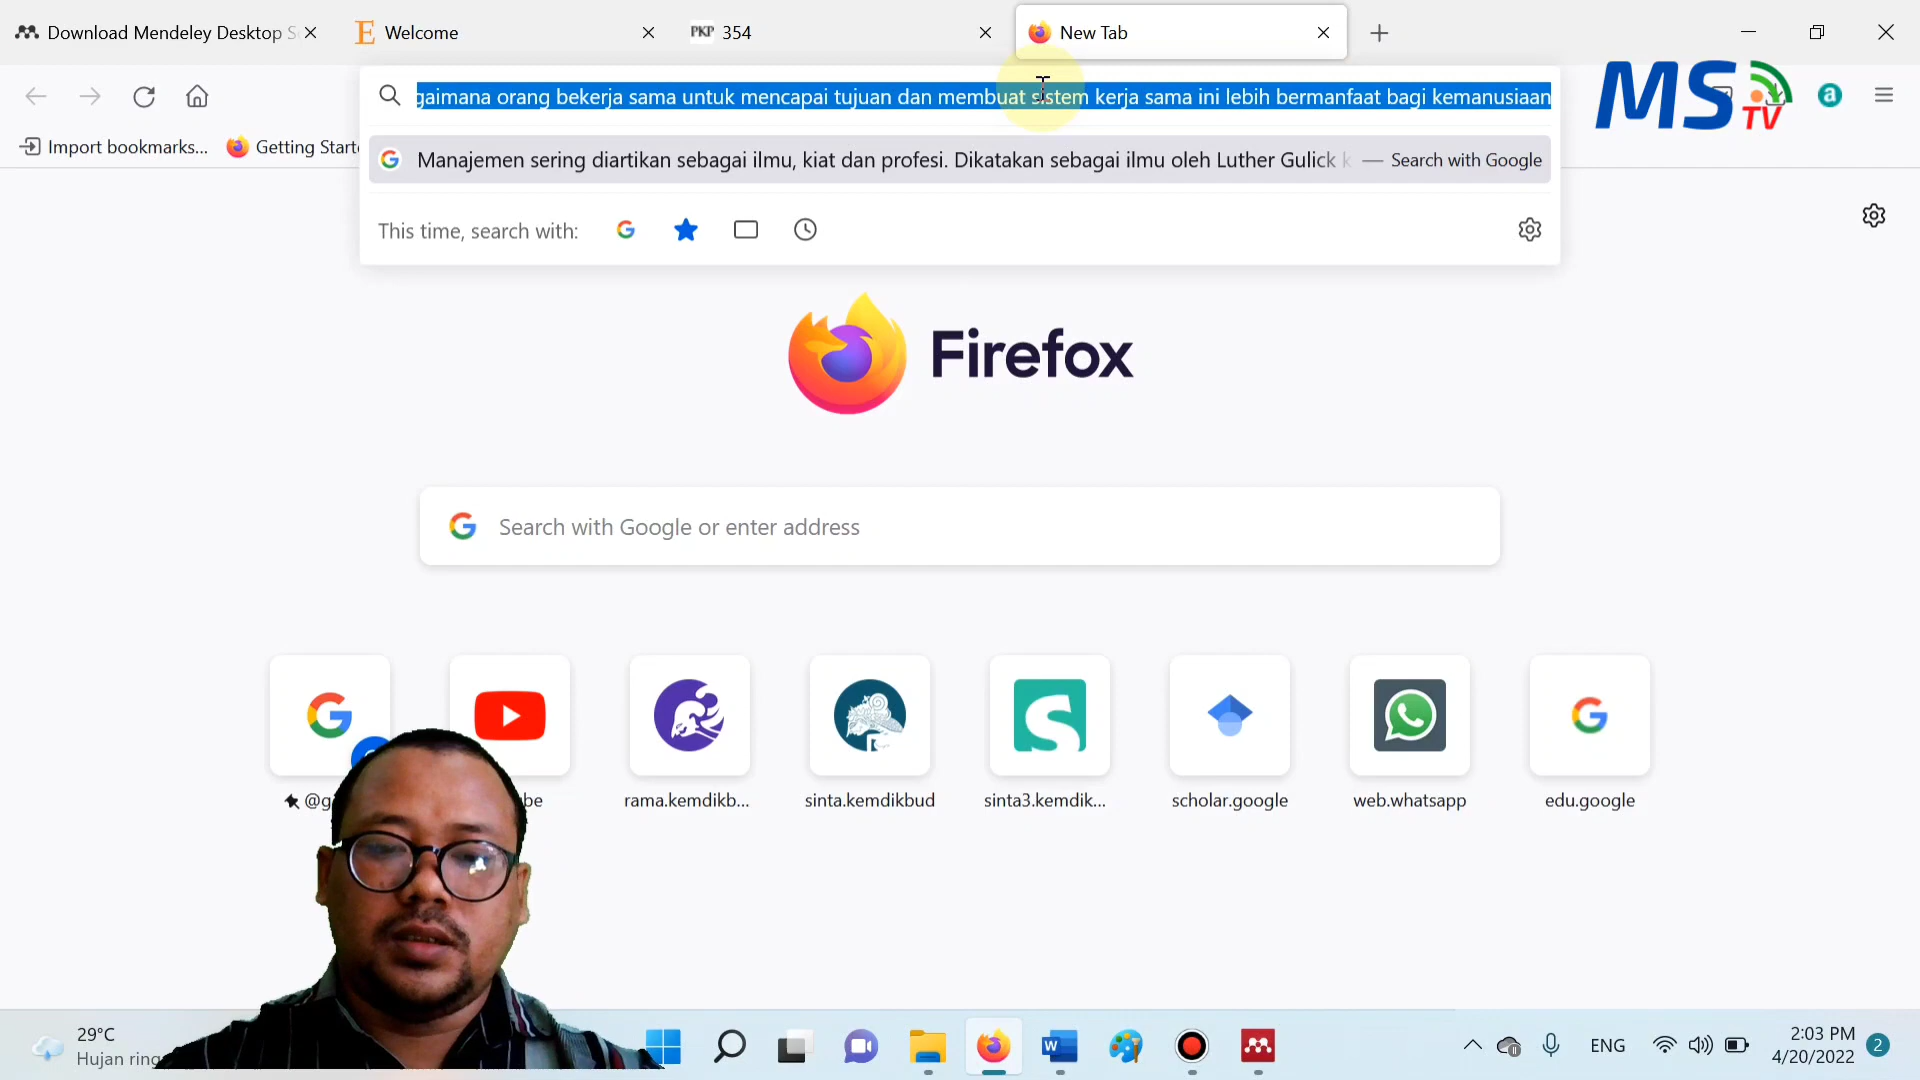 Download Mendeley Desktop
Welcome
PKP 354
New Tab
gaimana orang bekerja sama untuk mencapai tujuan dan membuat sistem kerja sama ini lebih bermanfaat bagi kemanusiaan
MS
TV
a
Import bookmarks...
Getting Starte
Manajemen sering diartikan sebagai ilmu, kiat dan profesi. Dikatakan sebagai ilmu oleh Luther Gulick — Search with Google
This time, search with:
Firefox
Search with Google or enter address
be
rama.kemdikb...
sinta.kemdikbud
sinta3.kemdik...
scholar.google
web.whatsapp
edu.google
29°C
Hujan
ENG
2:03 PM
4/20/2022
2